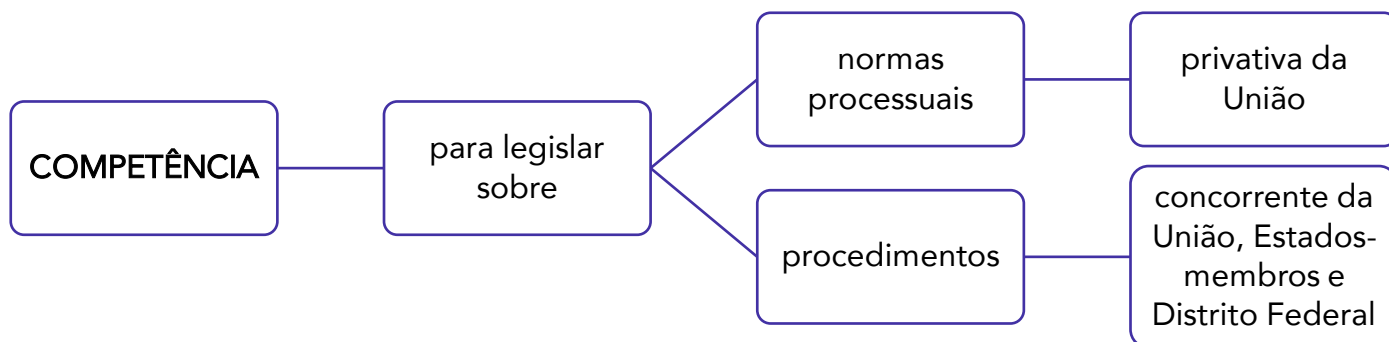 COMPETÊNCIA
para legislar
sobre
normas
processuais
privativa da
União
procedimentos
concorrente da
União, Estados-
membros e
Distrito Federal